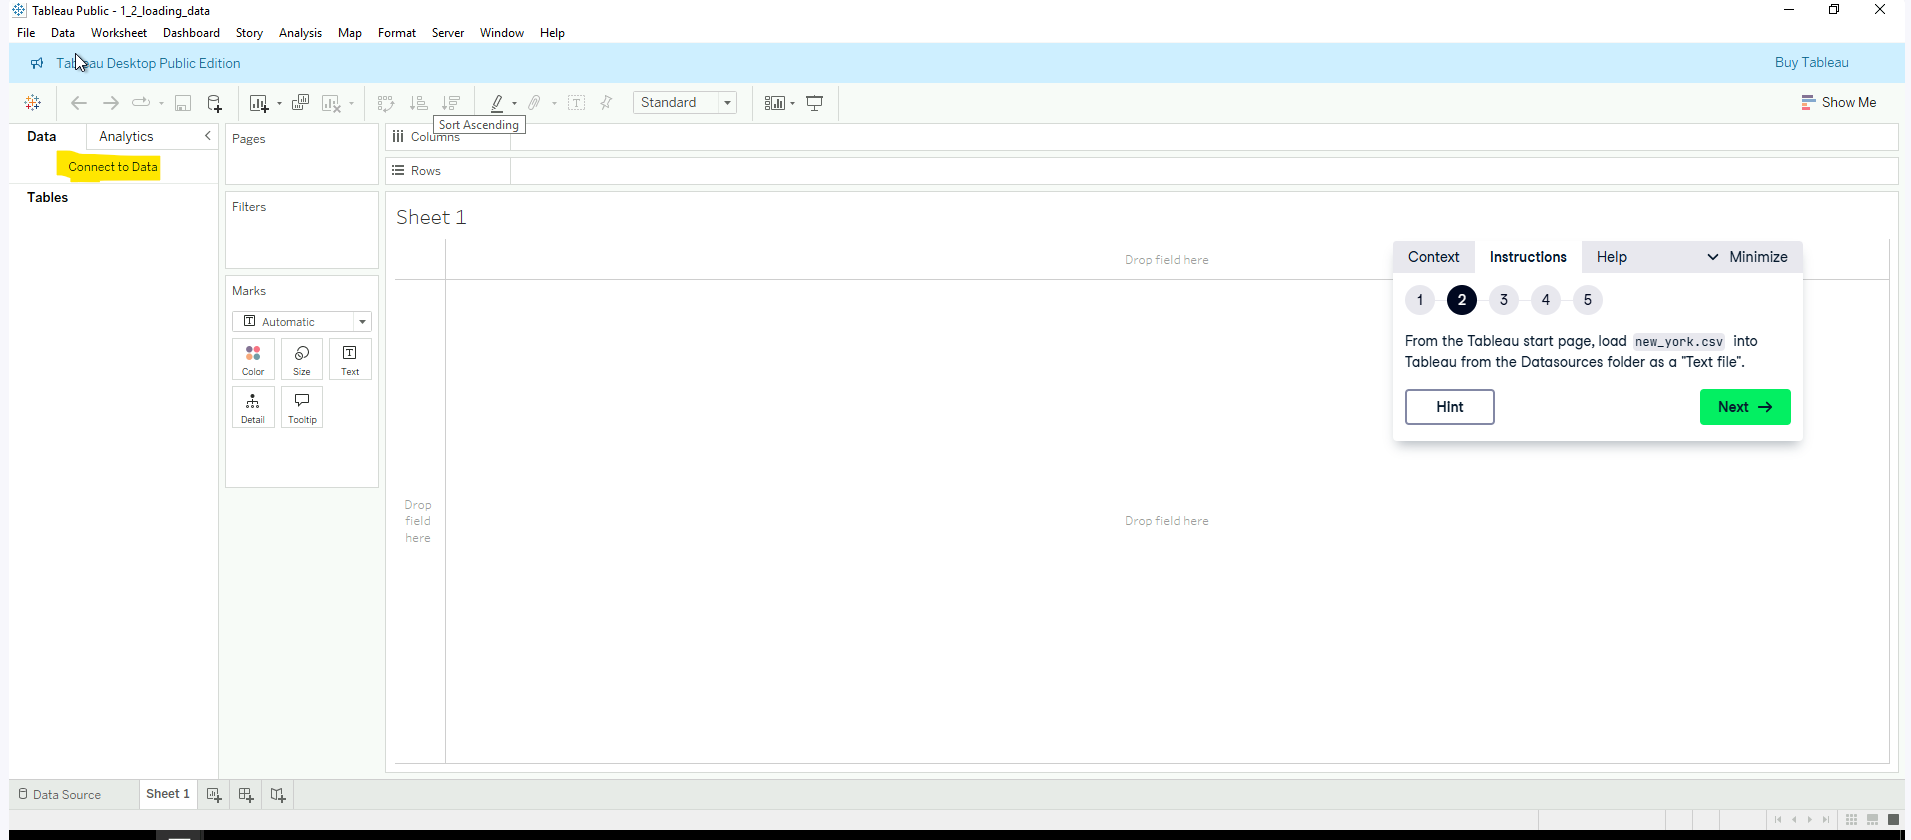 Tableau Public - 1_2_loading_data
File Data Worksheet Dashboard Story Analysis Map Format Server Window Help
Tableau Desktop Public Edition
Buy Tableau
Standard
Show Me
Sort Ascending
Data
Analytics
Pages
Columns
Connect to Data
Rows
Tables
Filters
Sheet 1
Drop field here
Context
Instructions
Help
Minimize
Marks
1 2 3 4 5
Automatic
From the Tableau start page, load new_york.csv into
Tableau from the Datasources folder as a "Text file".
Color
Size
Text
Hint
Next
Detail
Tooltip
Drop
field
here
Drop field here
Data Source
Sheet 1